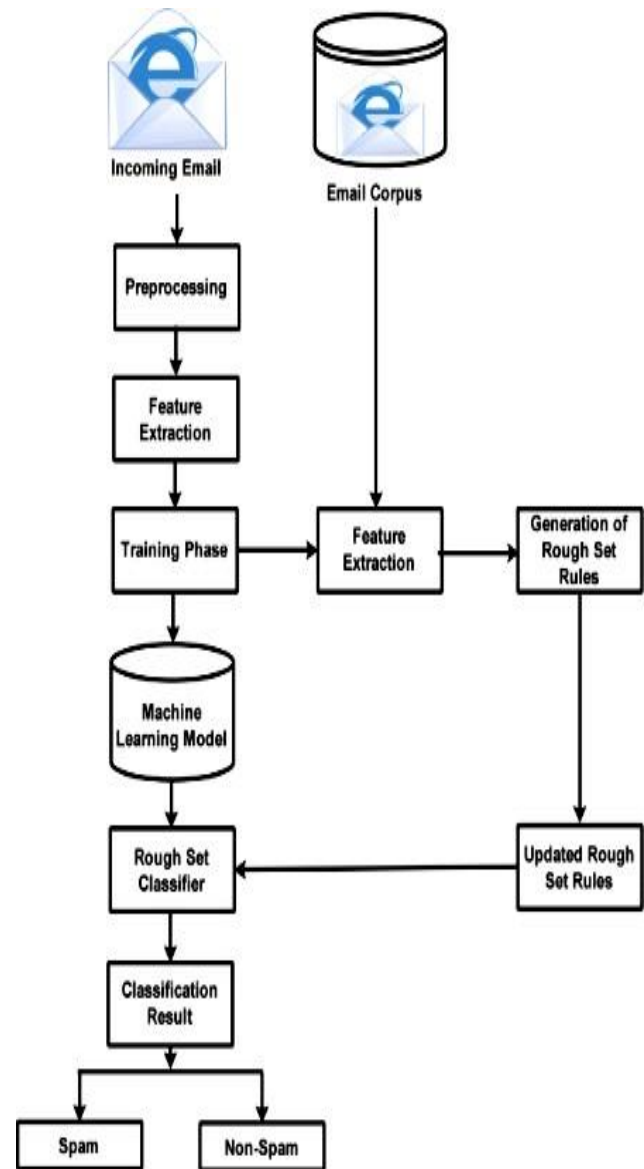 Incoming Email
Email Corpus
Preprocessing
Feature
Extraction
Training Phase
Feature
Extraction
Generation of
Rough Set
Rules
Machine
Learning Model
Rough Set
Classifier
Updated Rough
Set Rules
Classification
Result
Spam
Non-Spam